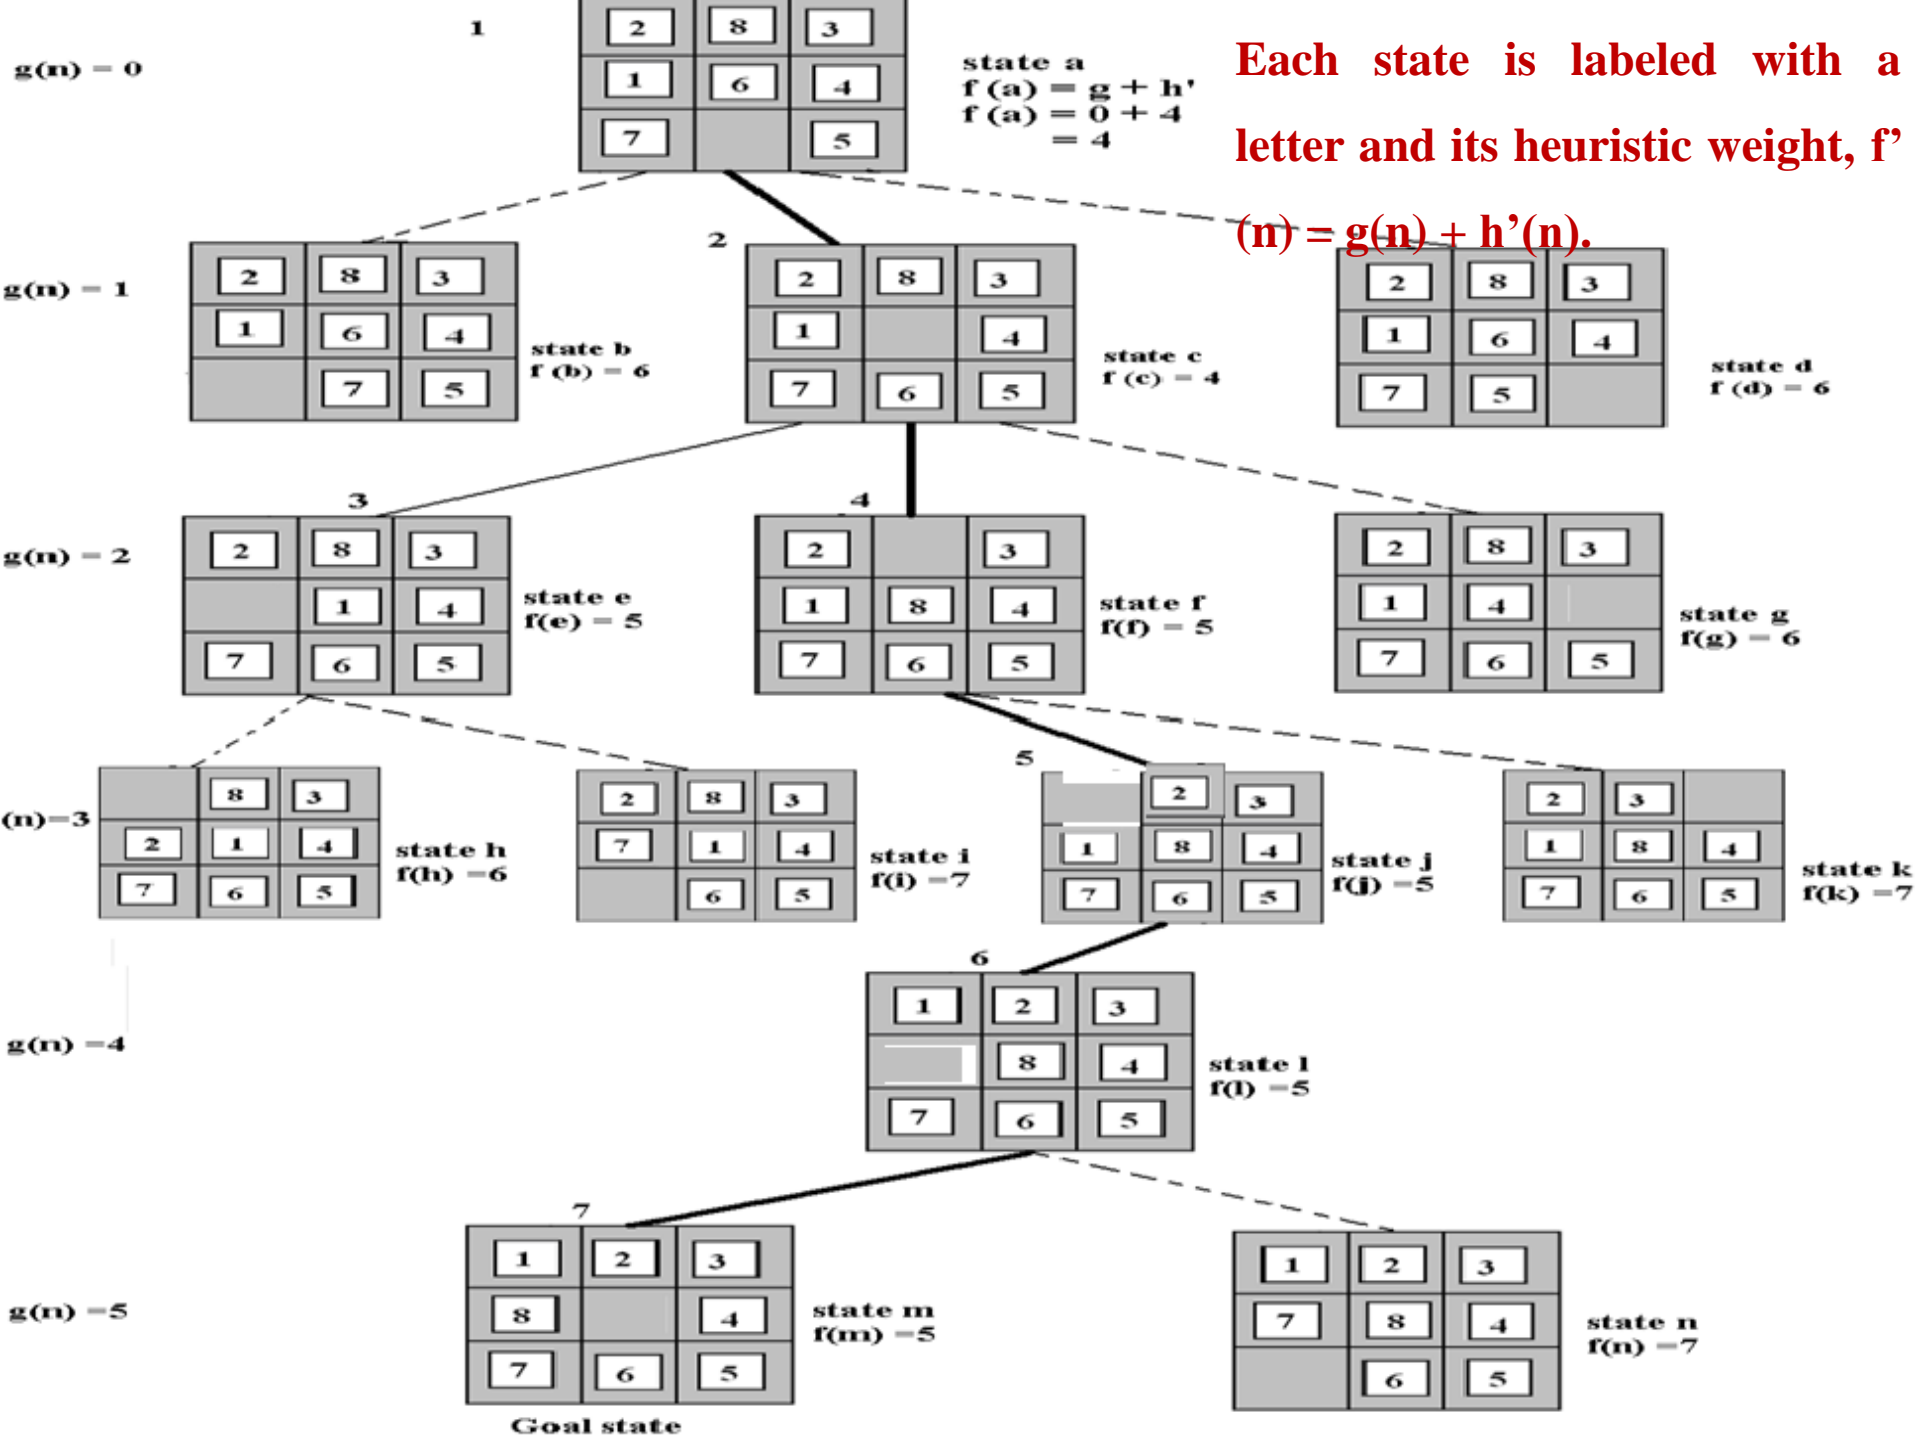 1
2 8 3
g(n) = 0
1 6 4
7 5
state a
f (a) = g + h'
f (a) = 0 + 4
= 4
Each state is labeled with a
letter and its heuristic weight, f’
(n) = g(n) + h’(n).
g(n) = 1
2 8 3
1 6 4
7 5
state b
f (b) = 6
2
2 8 3
1 4
7 6 5
state c
f (c) = 4
2 8 3
1 6 4
7 5
state d
f (d) = 6
g(n) = 2
3
2 8 3
1 4
7 6 5
state e
f(e) = 5
4
2 3
1 8 4
7 6 5
state f
f(f) = 5
2 8 3
1 4
7 6 5
state g
f(g) = 6
(n)=3
8 3
2 1 4
7 6 5
state h
f(h) =6
2 8 3
7 1 4
6 5
state i
f(i) =7
5
2 3
1 8 4
7 6 5
state j
f(j) =5
2 3
1 8 4
7 6 5
state k
f(k) =7
g(n) =4
6
1 2 3
8 4
7 6 5
state l
f(l) =5
g(n) =5
7
1 2 3
8 4
7 6 5
state m
f(m) =5
Goal state
1 2 3
7 8 4
6 5
state n
f(n) =7